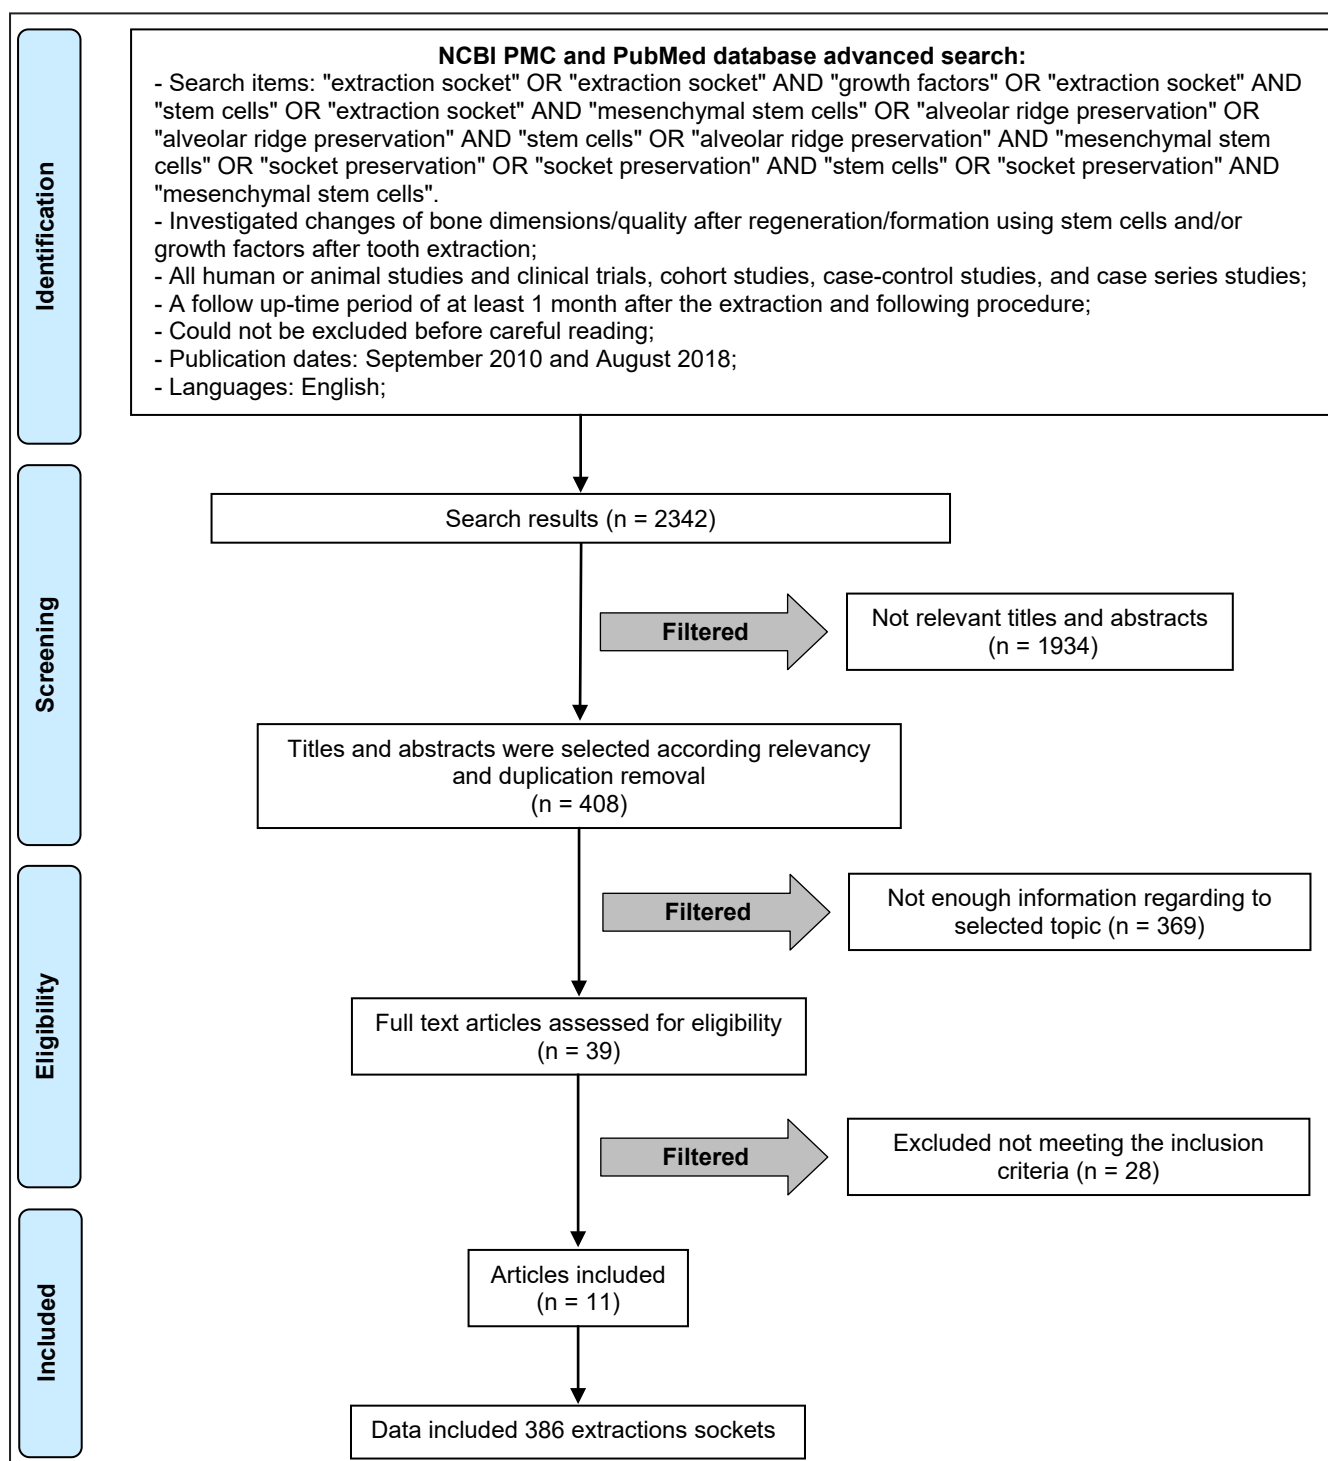 Identification
NCBI PMC and PubMed database advanced search:
- Search items: "extraction socket" OR "extraction socket" AND "growth factors" OR "extraction socket" AND
"stem cells" OR "extraction socket" AND "mesenchymal stem cells" OR "alveolar ridge preservation" OR
"alveolar ridge preservation" AND "stem cells" OR "alveolar ridge preservation" AND "mesenchymal stem
cells" OR "socket preservation" OR "socket preservation" AND "stem cells" OR "socket preservation" AND
"mesenchymal stem cells".
- Investigated changes of bone dimensions/quality after regeneration/formation using stem cells and/or
growth factors after tooth extraction;
- All human or animal studies and clinical trials, cohort studies, case-control studies, and case series studies;
- A follow up-time period of at least 1 month after the extraction and following procedure;
- Could not be excluded before careful reading;
- Publication dates: September 2010 and August 2018;
- Languages: English;
Screening
Search results (n = 2342)
Filtered
Not relevant titles and abstracts
(n = 1934)
Titles and abstracts were selected according relevancy
and duplication removal
(n = 408)
Eligibility
Filtered
Not enough information regarding to
selected topic (n = 369)
Full text articles assessed for eligibility
(n = 39)
Filtered
Excluded not meeting the inclusion
criteria (n = 28)
Included
Articles included
(n = 11)
Data included 386 extractions sockets